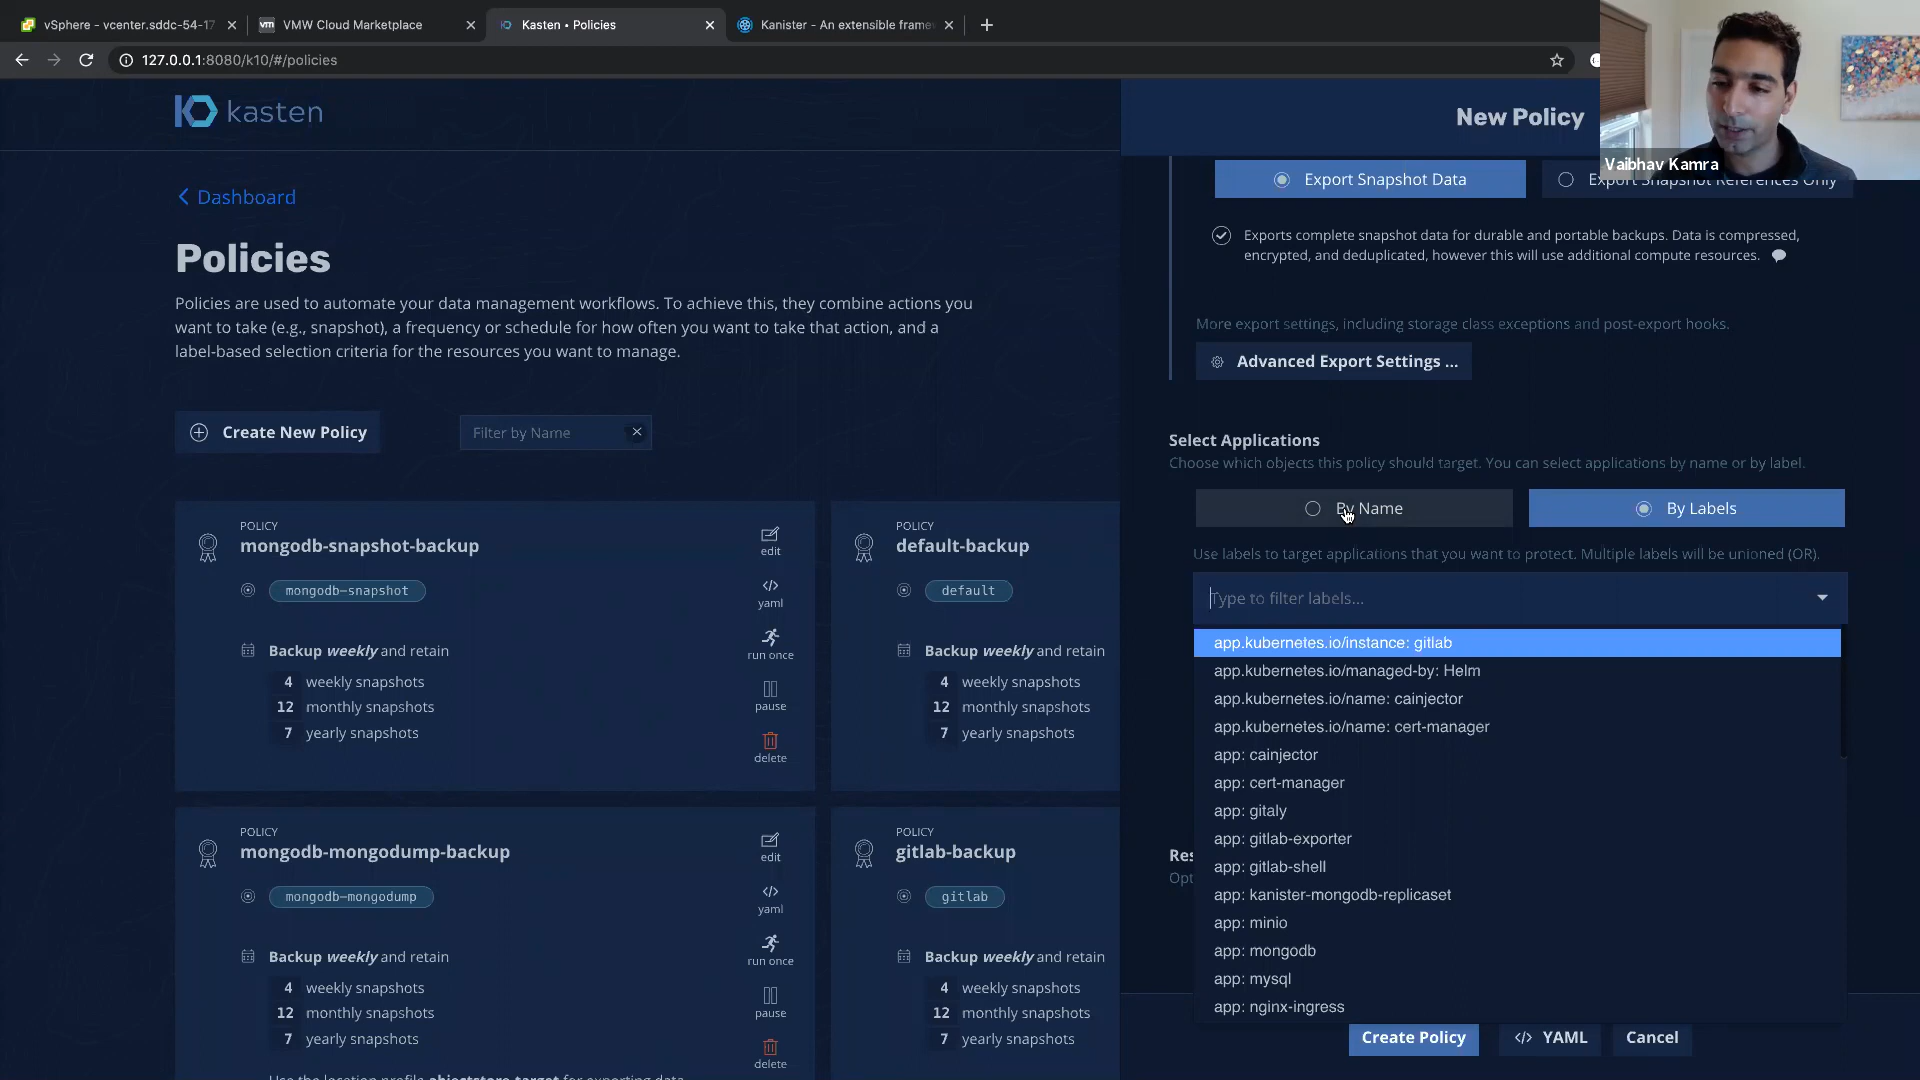 vSphere - vcenter.sddc-54-17
VMW Cloud Marketplace
Kasten • Policies
Kanister - An extensible frame
127.0.0.1:8080/k10/#/policies
kasten
New Policy
Vaibhav Kamra
Export Snapshot Data
Export Snapshot References Only
Dashboard
Exports complete snapshot data for durable and portable backups. Data is compressed,
encrypted, and deduplicated, however this will use additional compute resources.
Policies
Policies are used to automate your data management workflows. To achieve this, they combine actions you
want to take (e.g., snapshot), a frequency or schedule for how often you want to take that action, and a
label-based selection criteria for the resources you want to manage.
More export settings, including storage class exceptions and post-export hooks.
Advanced Export Settings ...
Create New Policy
Filter by Name
Select Applications
Choose which objects this policy should target. You can select applications by name or by label.
By Name
By Labels
Use labels to target applications that you want to protect. Multiple labels will be unioned (OR).
Type to filter labels...
app.kubernetes.io/instance: gitlab
app.kubernetes.io/managed-by: Helm
app.kubernetes.io/name: cainjector
app.kubernetes.io/name: cert-manager
app: cainjector
app: cert-manager
app: gitaly
app: gitlab-exporter
app: gitlab-shell
app: kanister-mongodb-replicaset
app: minio
app: mongodb
app: mysql
app: nginx-ingress
Res
Opt
Create Policy
</> YAML
Cancel
POLICY
mongodb-snapshot-backup
mongodb-snapshot
Backup weekly and retain
4 weekly snapshots
12 monthly snapshots
7 yearly snapshots
edit
</>
yaml
run once
pause
delete
POLICY
default-backup
default
Backup weekly and retain
4 weekly snapshots
12 monthly snapshots
7 yearly snapshots
POLICY
mongodb-mongodump-backup
mongodb-mongodump
Backup weekly and retain
4 weekly snapshots
12 monthly snapshots
7 yearly snapshots
Use the location profile objectstore-target for exporting data
edit
</>
yaml
run once
pause
delete
POLICY
gitlab-backup
gitlab
Backup weekly and retain
4 weekly snapshots
12 monthly snapshots
7 yearly snapshots